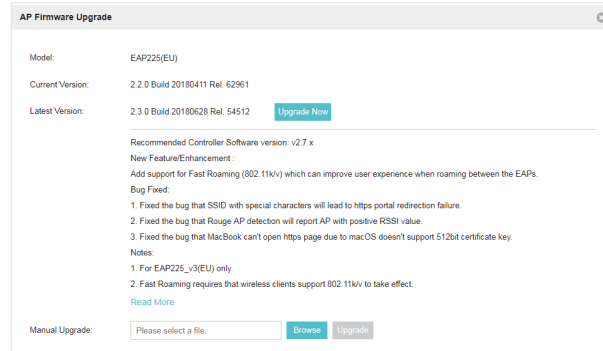 AP Firmware Upgrade
Model: EAP225(EU)
Current Version: 2.2.0 Build 20180411 Rel. 62961
Latest Version: 2.3.0 Build 20180628 Rel. 54512 Upgrade Now
Recommended Controller Software version: v2.7.x
New Feature/Enhancement :
Add support for Fast Roaming (802.11k/v) which can improve user experience when roaming between the EAPs.
Bug Fixed:
1. Fixed the bug that SSID with special characters will lead to https portal redirection failure.
2. Fixed the bug that Rouge AP detection will report AP with positive RSSI value.
3. Fixed the bug that MacBook can't open https page due to macOS doesn't support 512bit certificate key.
Notes:
1. For EAP225_v3(EU) only.
2. Fast Roaming requires that wireless clients support 802.11k/v to take effect.
Read More
Manual Upgrade: Please select a file. Browse Upgrade